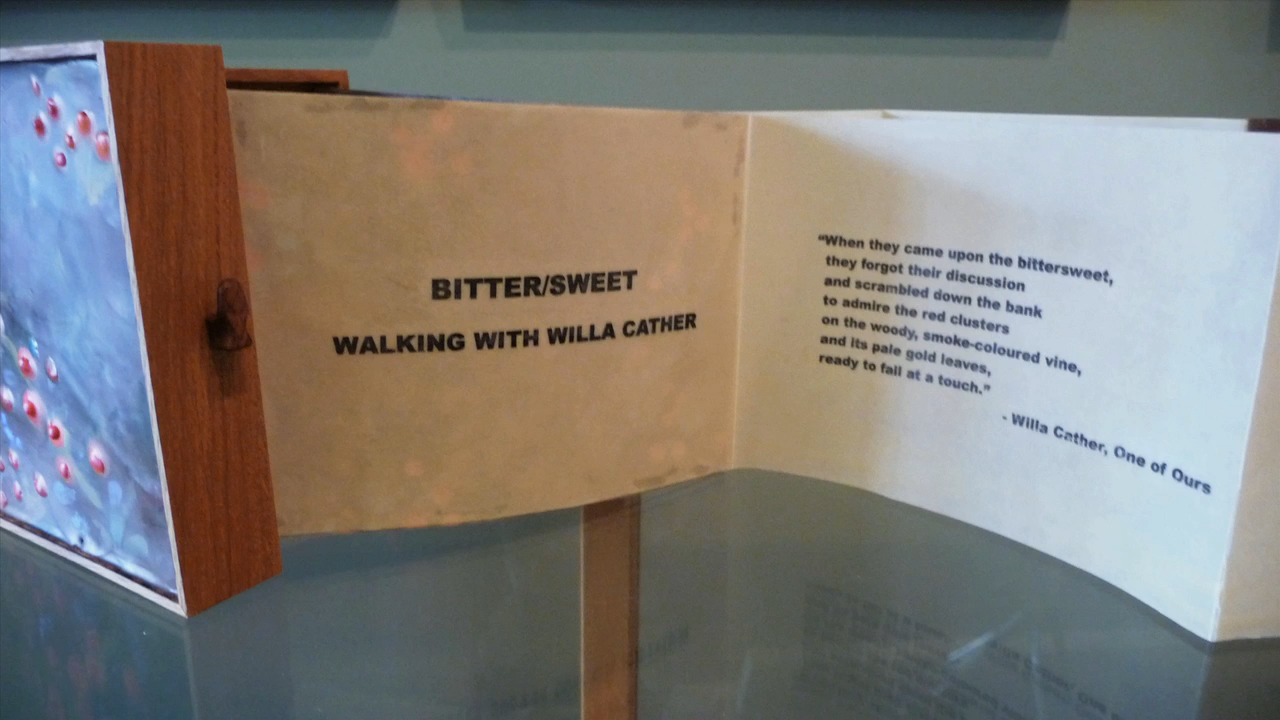 BITTER/SWEET
WALKING WITH WILLA CATHER
“When they came upon the bittersweet,
they forgot their discussion
and scrambled down the bank
to admire the red clusters
on the woody, smoke-coloured vine,
and its pale gold leaves,
ready to fall at a touch.”
- Willa Cather, One of Ours